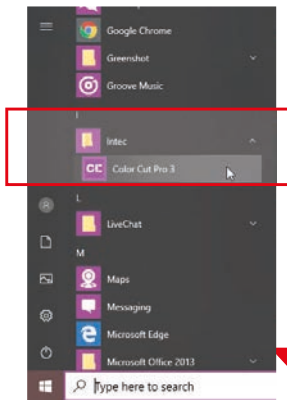 Google Chrome
Greenshot
Groove Music
I
Intec
CC Color Cut Pro 3
L
LiveChat
M
Maps
Messaging
Microsoft Edge
Microsoft Office 2013
Type here to search